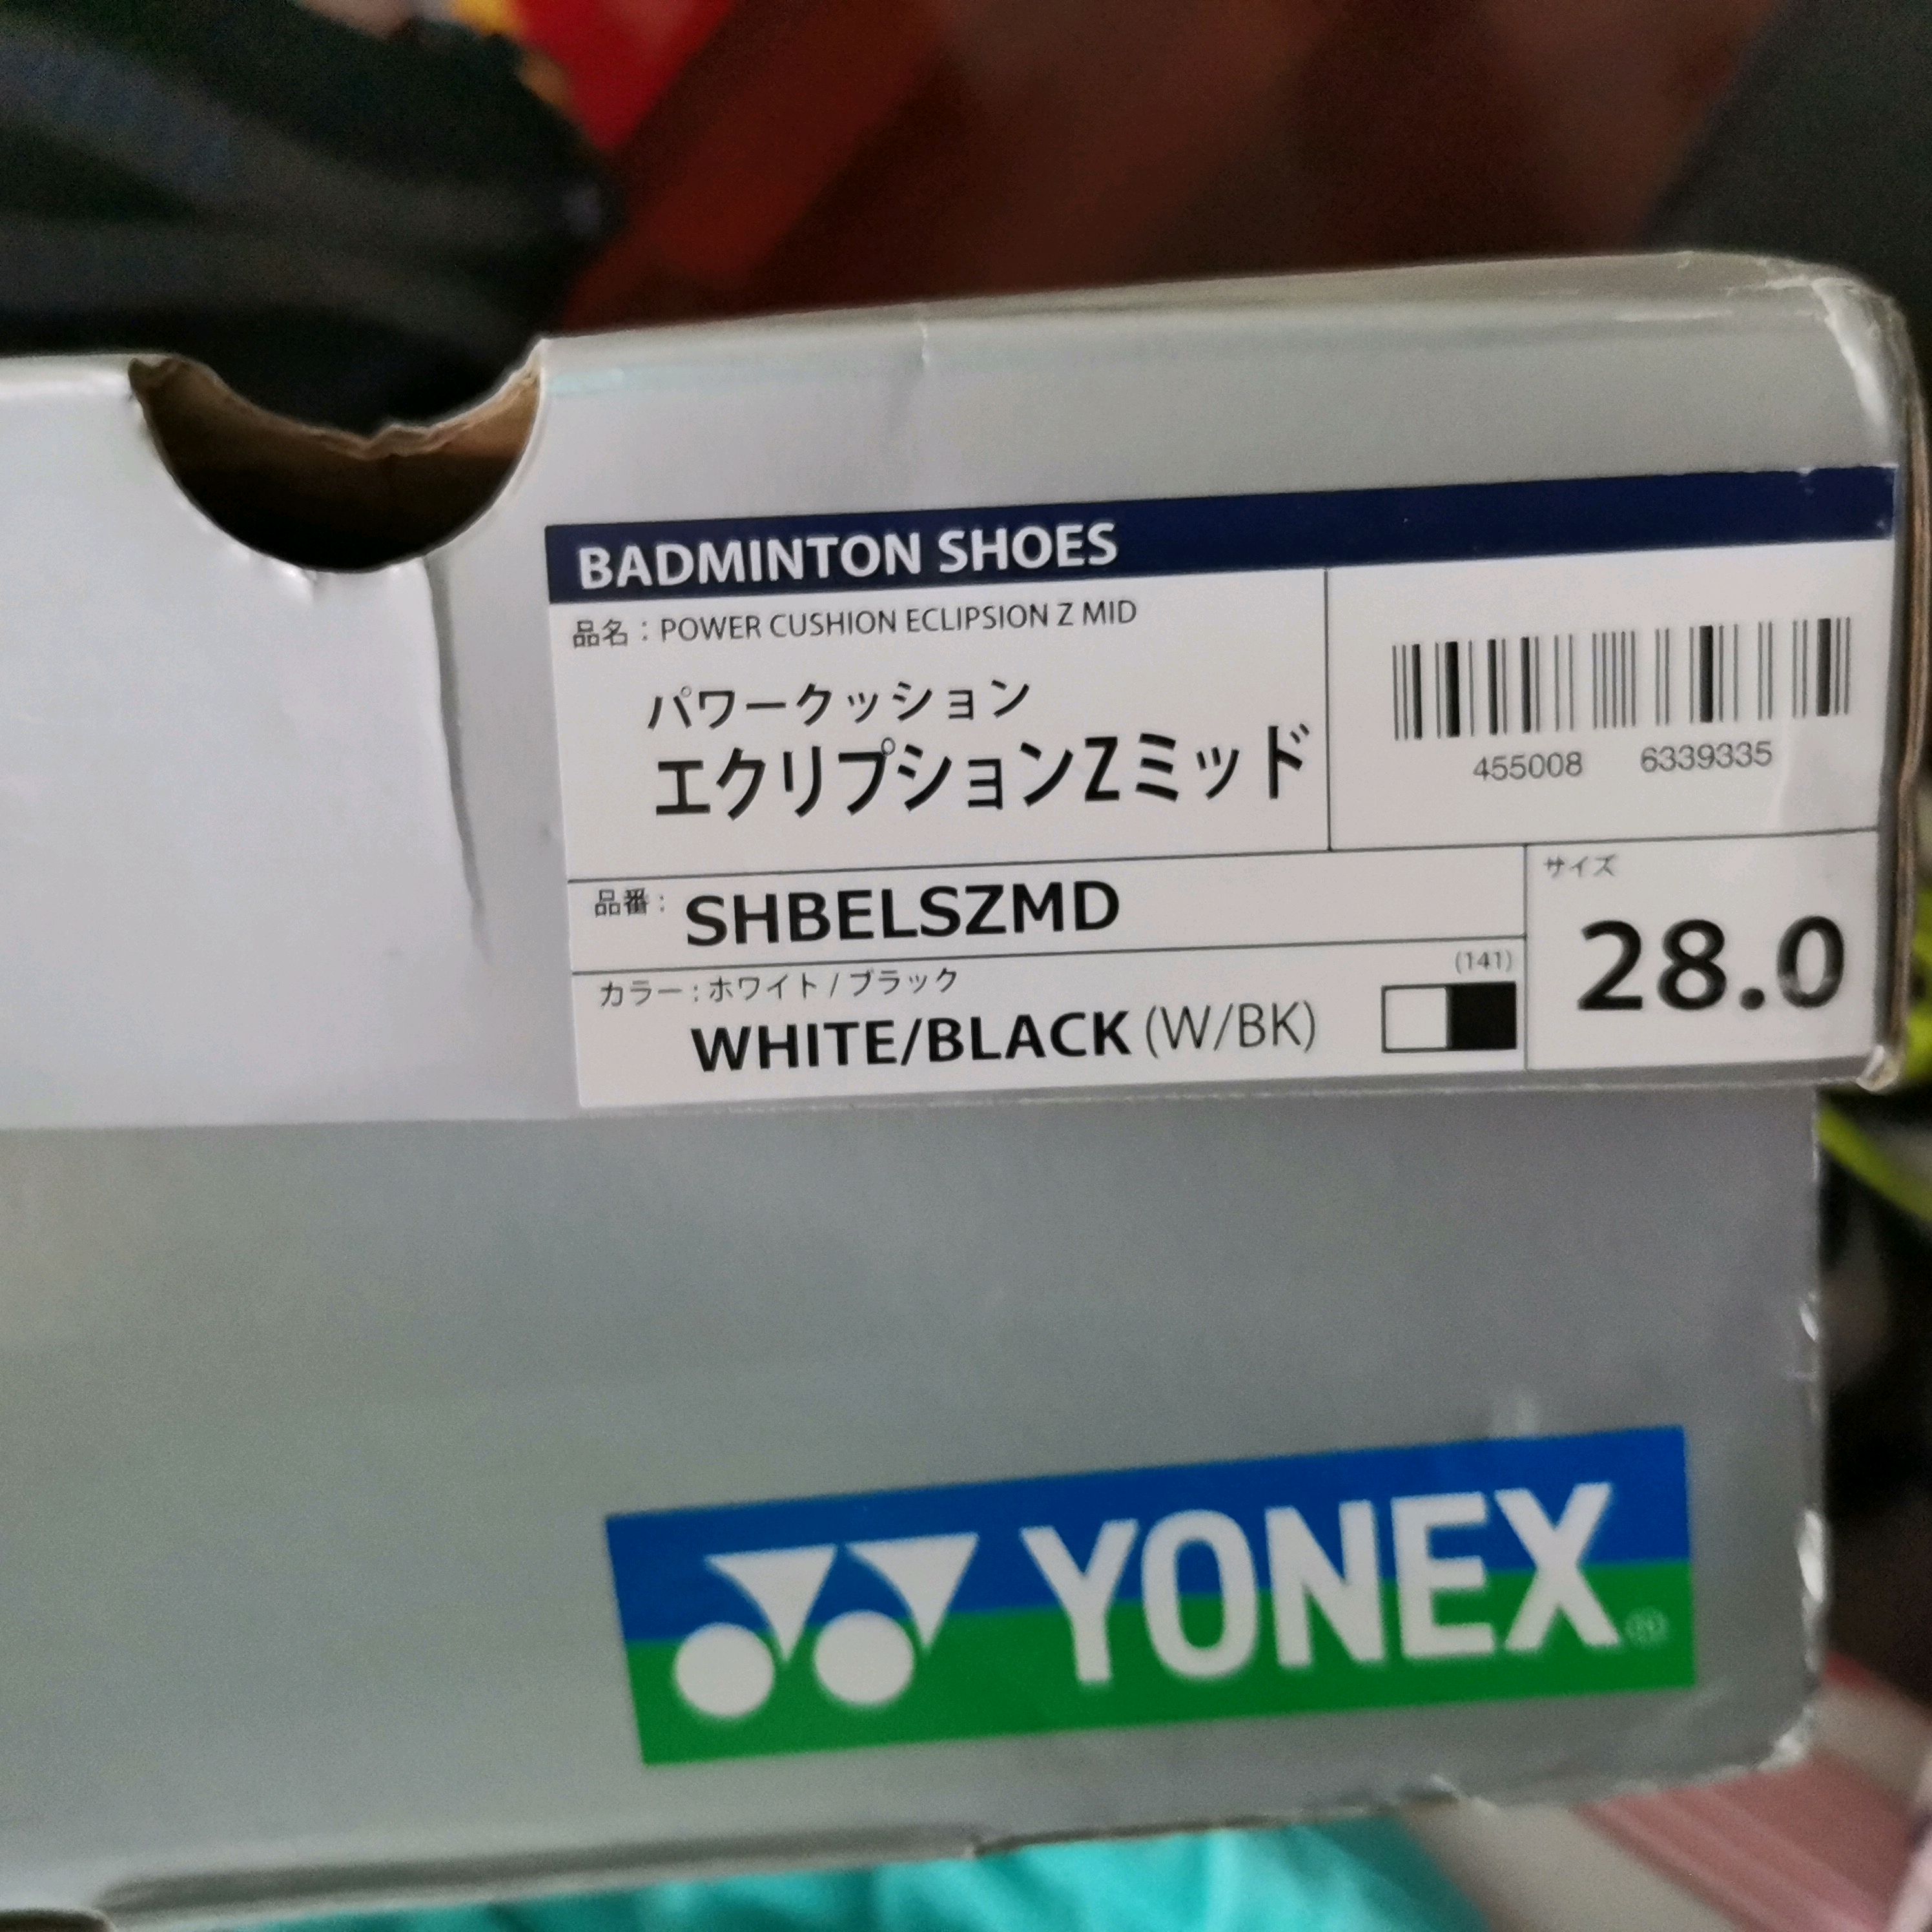 BADMINTON SHOES
品名：POWER CUSHION ECLIPSION Z MID
パワークッション
エクリプションZミッド
455008 6339335
品番： SHBELSZMD
サイズ
28.0
カラー：ホワイト / ブラック
(141)
WHITE/BLACK (W/BK)
YONEX®